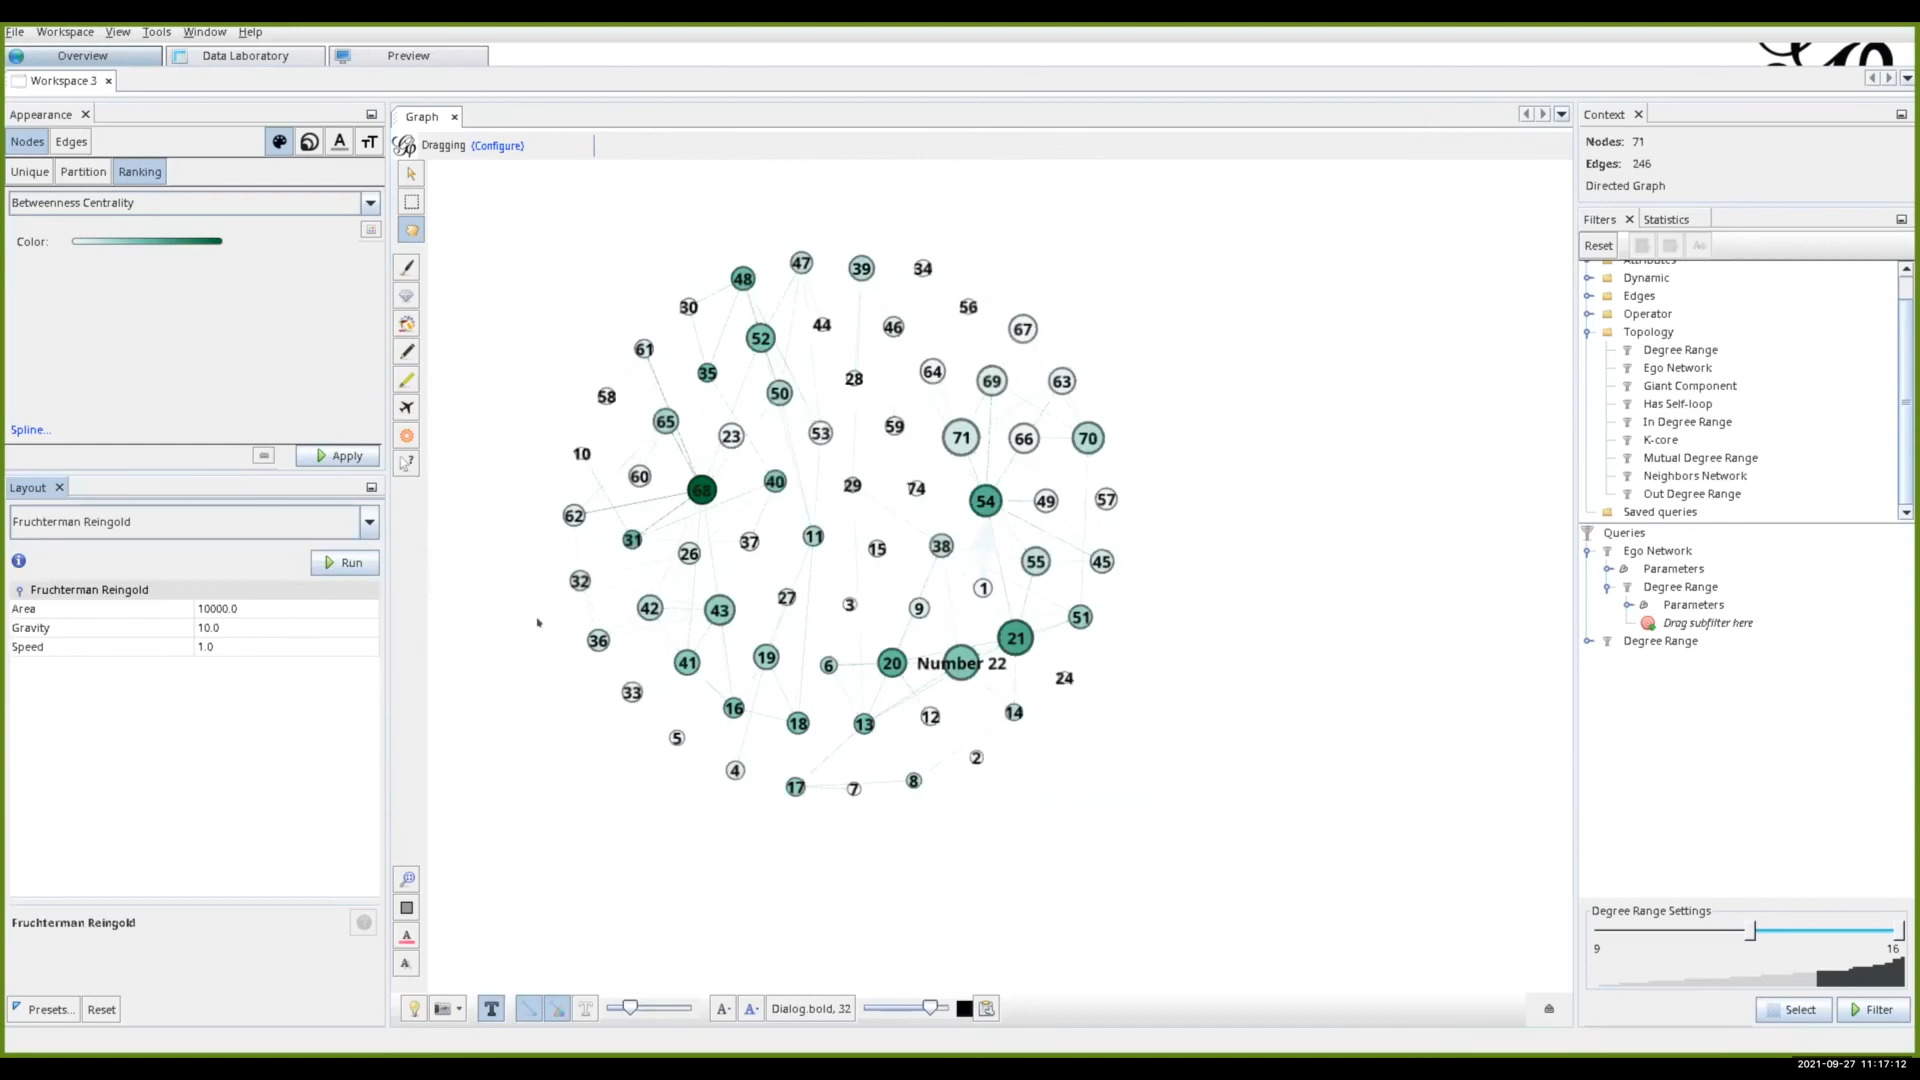 File Workspace View Tools Window Help
Overview Data Laboratory Preview
Workspace 3
Appearance
Nodes Edges
Unique Partition Ranking
Betweenness Centrality
Color:
Spline...
Apply
Layout
Fruchterman Reingold
Run
Fruchterman Reingold
Area 10000.0
Gravity 10.0
Speed 1.0
Fruchterman Reingold
Presets... Reset
Graph
Dragging (Configure)
47
39
34
48
30
56
44
46
67
52
61
35
28
64
69
63
58
50
65
23
53
59
71
66
70
10
60
68
40
29
74
54
49
57
62
31
26
37
11
15
38
55
45
32
1
42
43
27
3
9
51
36
41
19
6
20
Number 22
21
24
33
16
18
13
12
14
5
4
17
7
8
2
Dialog.bold, 32
Context
Nodes: 71
Edges: 246
Directed Graph
Filters Statistics
Reset
Attributes
Dynamic
Edges
Operator
Topology
Degree Range
Ego Network
Giant Component
Has Self-loop
In Degree Range
K-core
Mutual Degree Range
Neighbors Network
Out Degree Range
Saved queries
Queries
Ego Network
Parameters
Degree Range
Parameters
Drag subfilter here
Degree Range
Degree Range Settings
9 16
Select Filter
2021-09-27 11:17:12